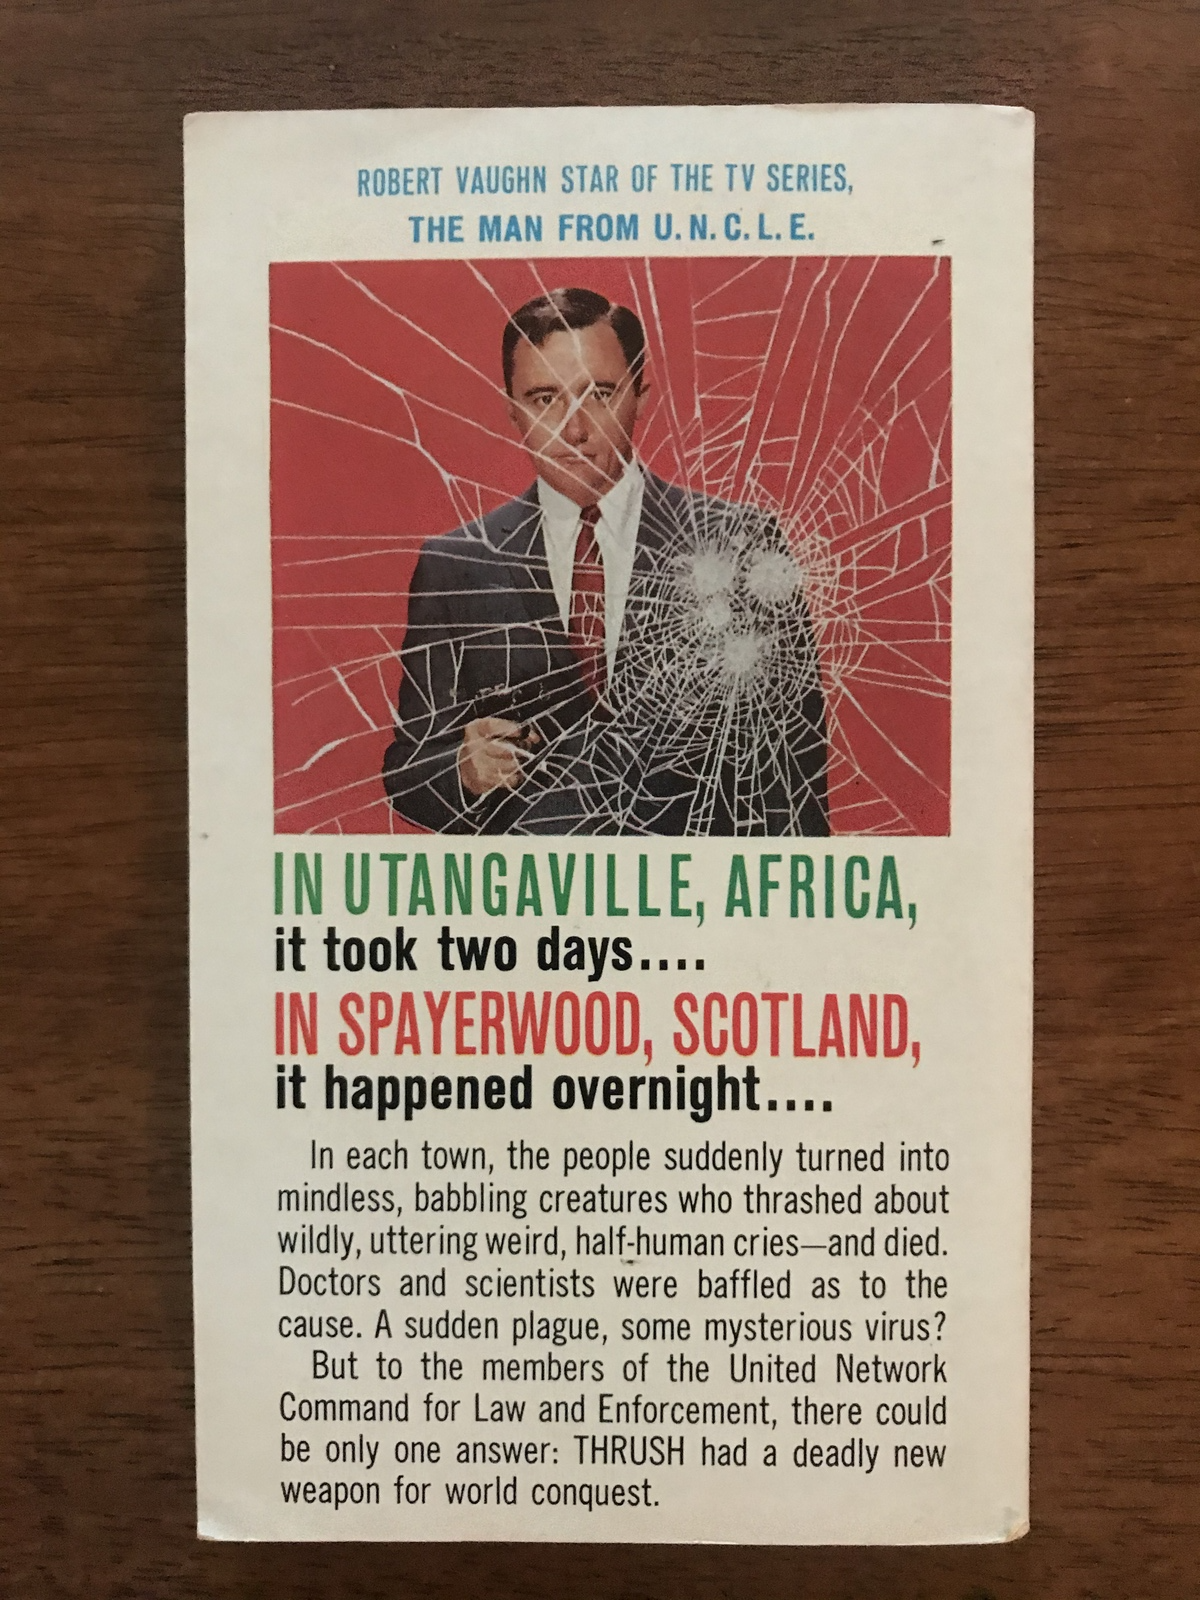 ROBERT VAUGHN STAR OF THE TV SERIES,
THE MAN FROM U.N.C.L.E.
IN UTANGAVILLE, AFRICA,
it took two days....
IN SPAYERWOOD, SCOTLAND,
it happened overnight....
In each town, the people suddenly turned into
mindless, babbling creatures who thrashed about
wildly, uttering weird, half-human cries—and died.
Doctors and scientists were baffled as to the
cause. A sudden plague, some mysterious virus?
But to the members of the United Network
Command for Law and Enforcement, there could
be only one answer: THRUSH had a deadly new
weapon for world conquest.